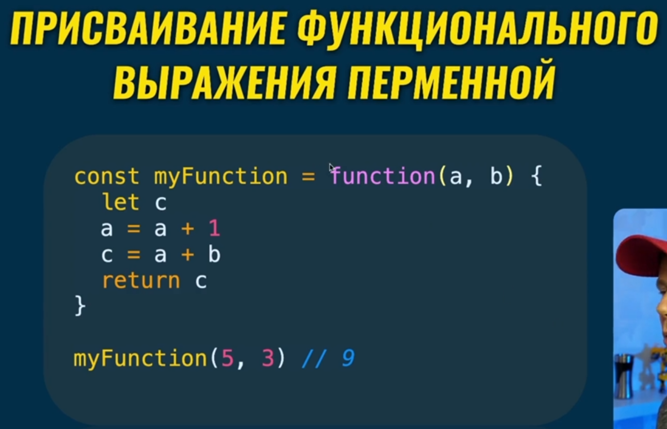 ПРИСВАИВАНИЕ ФУНКЦИОНАЛЬНОГО
ВЫРАЖЕНИЯ ПЕРМЕННОЙ
const myFunction = function(a, b) {
  let c
  a = a + 1
  c = a + b
  return c
}
myFunction(5, 3) // 9